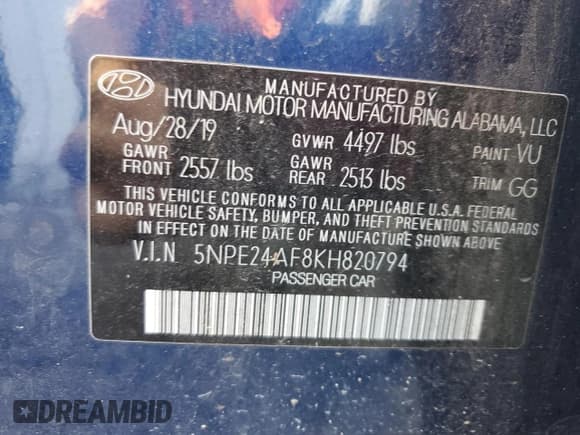 MANUFACTURED BY
HYUNDAI MOTOR MANUFACTURING ALABAMA, LLC
Aug/28/19 GVWR 4497 lbs PAINT VU
GAWR FRONT 2557 lbs GAWR REAR 2513 lbs TRIM GG
THIS VEHICLE CONFORMS TO ALL APPLICABLE U.S.A. FEDERAL
MOTOR VEHICLE SAFETY, BUMPER, AND THEFT PREVENTION STANDARDS
IN EFFECT ON THE DATE OF MANUFACTURE SHOWN ABOVE.
V.I.N 5NPE24AF8KH820794
PASSENGER CAR
DREAMBID